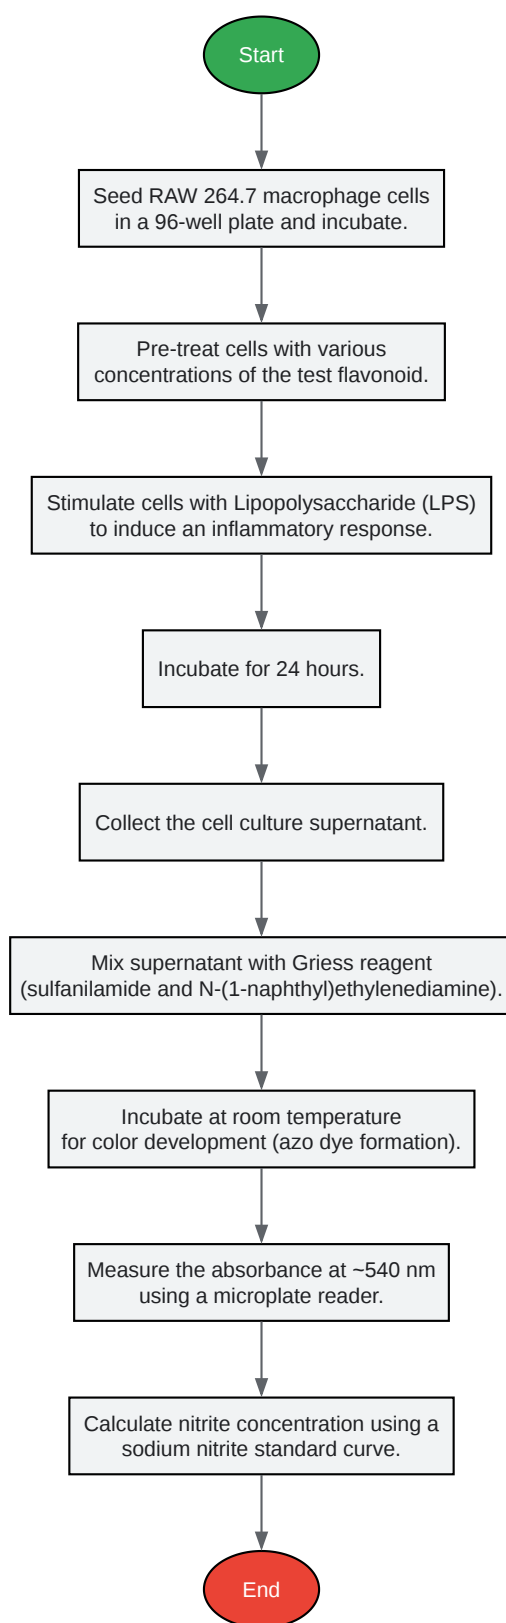 Start
Seed RAW 264.7 macrophage cells
in a 96-well plate and incubate.
Pre-treat cells with various
concentrations of the test flavonoid.
Stimulate cells with Lipopolysaccharide (LPS)
to induce an inflammatory response.
Incubate for 24 hours.
Collect the cell culture supernatant.
Mix supernatant with Griess reagent
(sulfanilamide and N-(1-naphthyl)ethylenediamine).
Incubate at room temperature
for color development (azo dye formation).
Measure the absorbance at ~540 nm
using a microplate reader.
Calculate nitrite concentration using a
sodium nitrite standard curve.
End